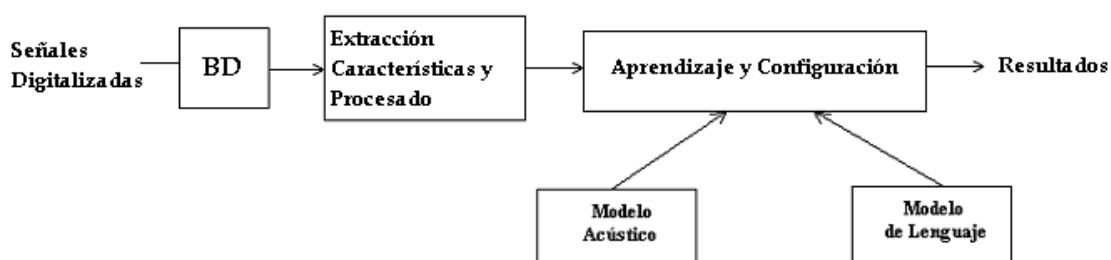 Señales
Digitalizadas
BD
Extracción
Características y
Procesado
Aprendizaje y Configuración
Resultados
Modelo
Acústico
Modelo
de Lenguaje